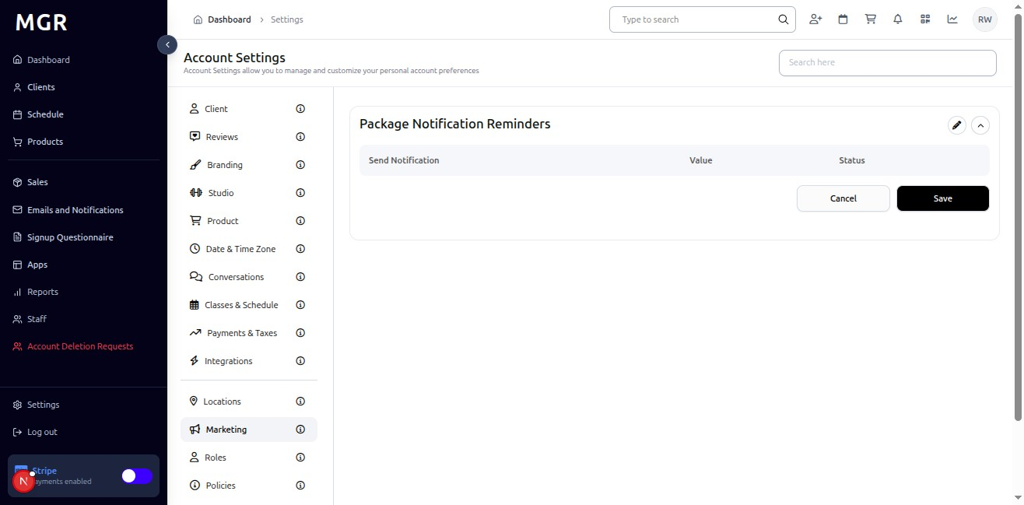 MGR
Dashboard
Clients
Schedule
Products
Sales
Emails and Notifications
Signup Questionnaire
Apps
Reports
Staff
Account Deletion Requests
Settings
Log out
Stripe
ayments enabled
N
Dashboard > Settings
Type to search
RW
Account Settings
Account Settings allow you to manage and customize your personal account preferences
Search here
Client
Reviews
Branding
Studio
Product
Date & Time Zone
Conversations
Classes & Schedule
Payments & Taxes
Integrations
Locations
Marketing
Roles
Policies
Package Notification Reminders
Send Notification Value Status
Cancel Save